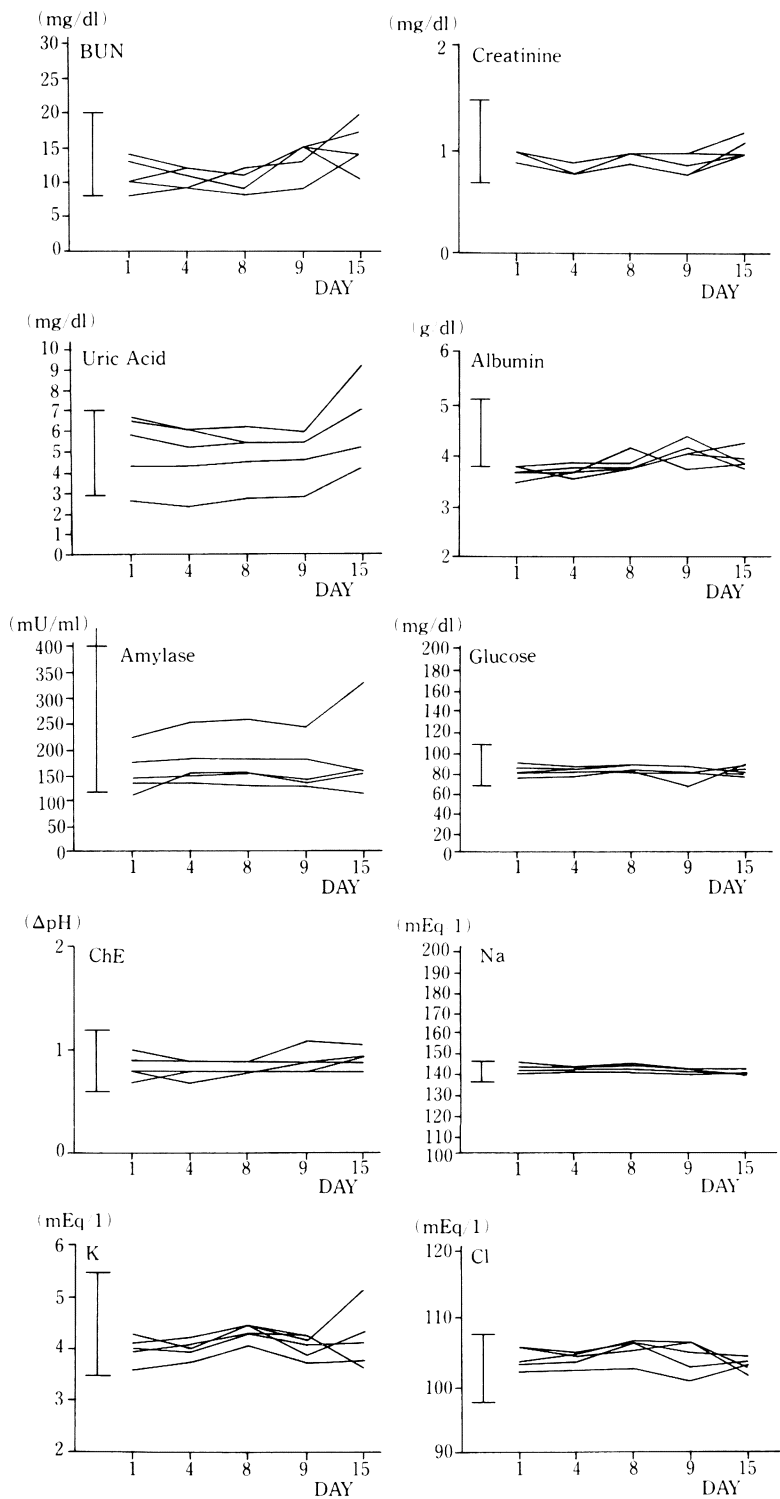 (mg/dl)
BUN
30
25
20
15
10
5
0
1 4 8 9 15
DAY
(mg/dl)
Creatinine
2
1
0
1 4 8 9 15
DAY
(mg/dl)
Uric Acid
10
9
8
7
6
5
4
3
2
1
0
1 4 8 9 15
DAY
(g dl)
Albumin
6
5
4
3
2
1 4 8 9 15
DAY
(mU/ml)
Amylase
400
350
300
250
200
150
100
50
0
1 4 8 9 15
DAY
(mg/dl)
Glucose
200
180
160
140
120
100
80
60
40
20
0
1 4 8 9 15
DAY
(ΔpH)
ChE
2
1
0
1 4 8 9 15
DAY
(mEq 1)
Na
200
190
180
170
160
150
140
130
120
110
100
1 4 8 9 15
DAY
(mEq/1)
K
6
5
4
3
2
1 4 8 9 15
DAY
(mEq/1)
Cl
120
110
100
90
1 4 8 9 15
DAY